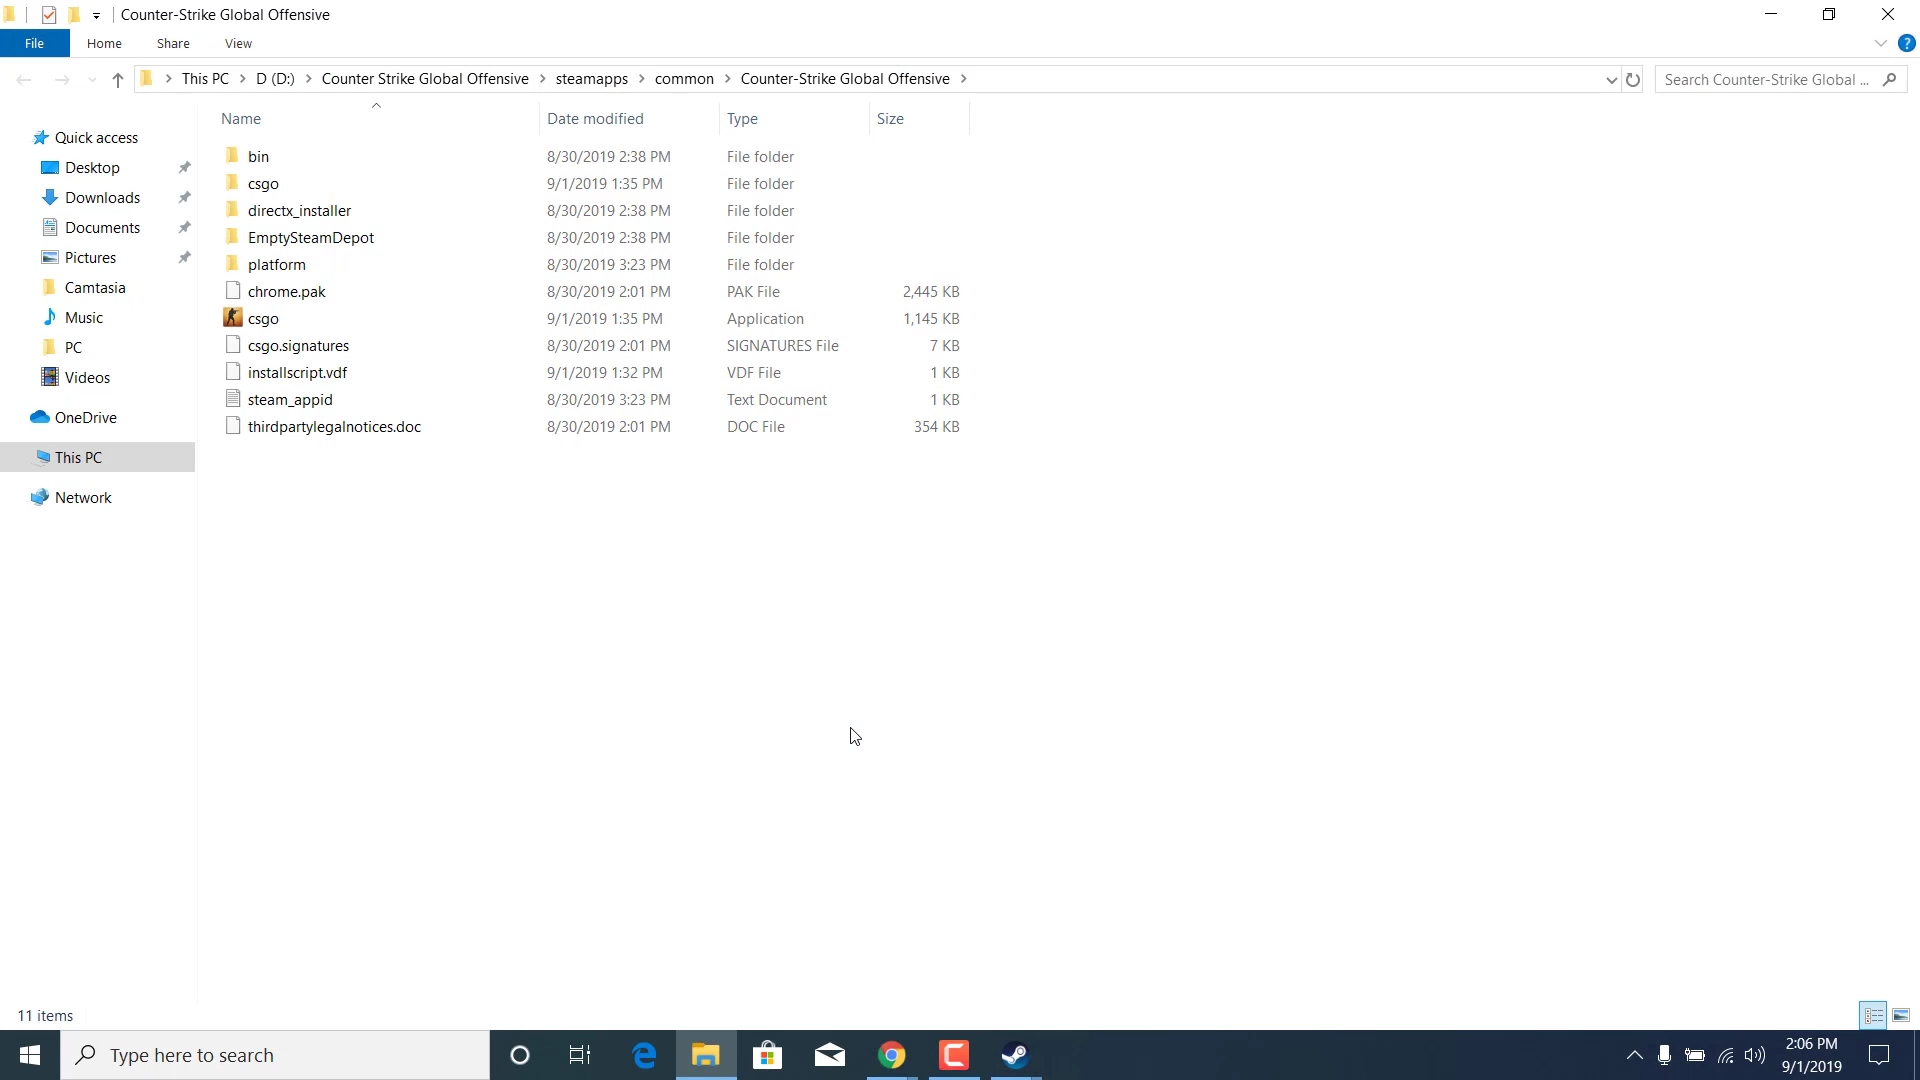 Counter-Strike Global Offensive
File Home Share View
This PC D (D:) Counter Strike Global Offensive steamapps common Counter-Strike Global Offensive
Search Counter-Strike Global ...
Name Date modified Type Size
Quick access
Desktop
Downloads
Documents
Pictures
Camtasia
Music
PC
Videos
OneDrive
This PC
Network
bin 8/30/2019 2:38 PM File folder
csgo 9/1/2019 1:35 PM File folder
directx_installer 8/30/2019 2:38 PM File folder
EmptySteamDepot 8/30/2019 2:38 PM File folder
platform 8/30/2019 3:23 PM File folder
chrome.pak 8/30/2019 2:01 PM PAK File 2,445 KB
csgo 9/1/2019 1:35 PM Application 1,145 KB
csgo.signatures 8/30/2019 2:01 PM SIGNATURES File 7 KB
installscript.vdf 9/1/2019 1:32 PM VDF File 1 KB
steam_appid 8/30/2019 3:23 PM Text Document 1 KB
thirdpartylegalnotices.doc 8/30/2019 2:01 PM DOC File 354 KB
11 items
Type here to search
2:06 PM
9/1/2019